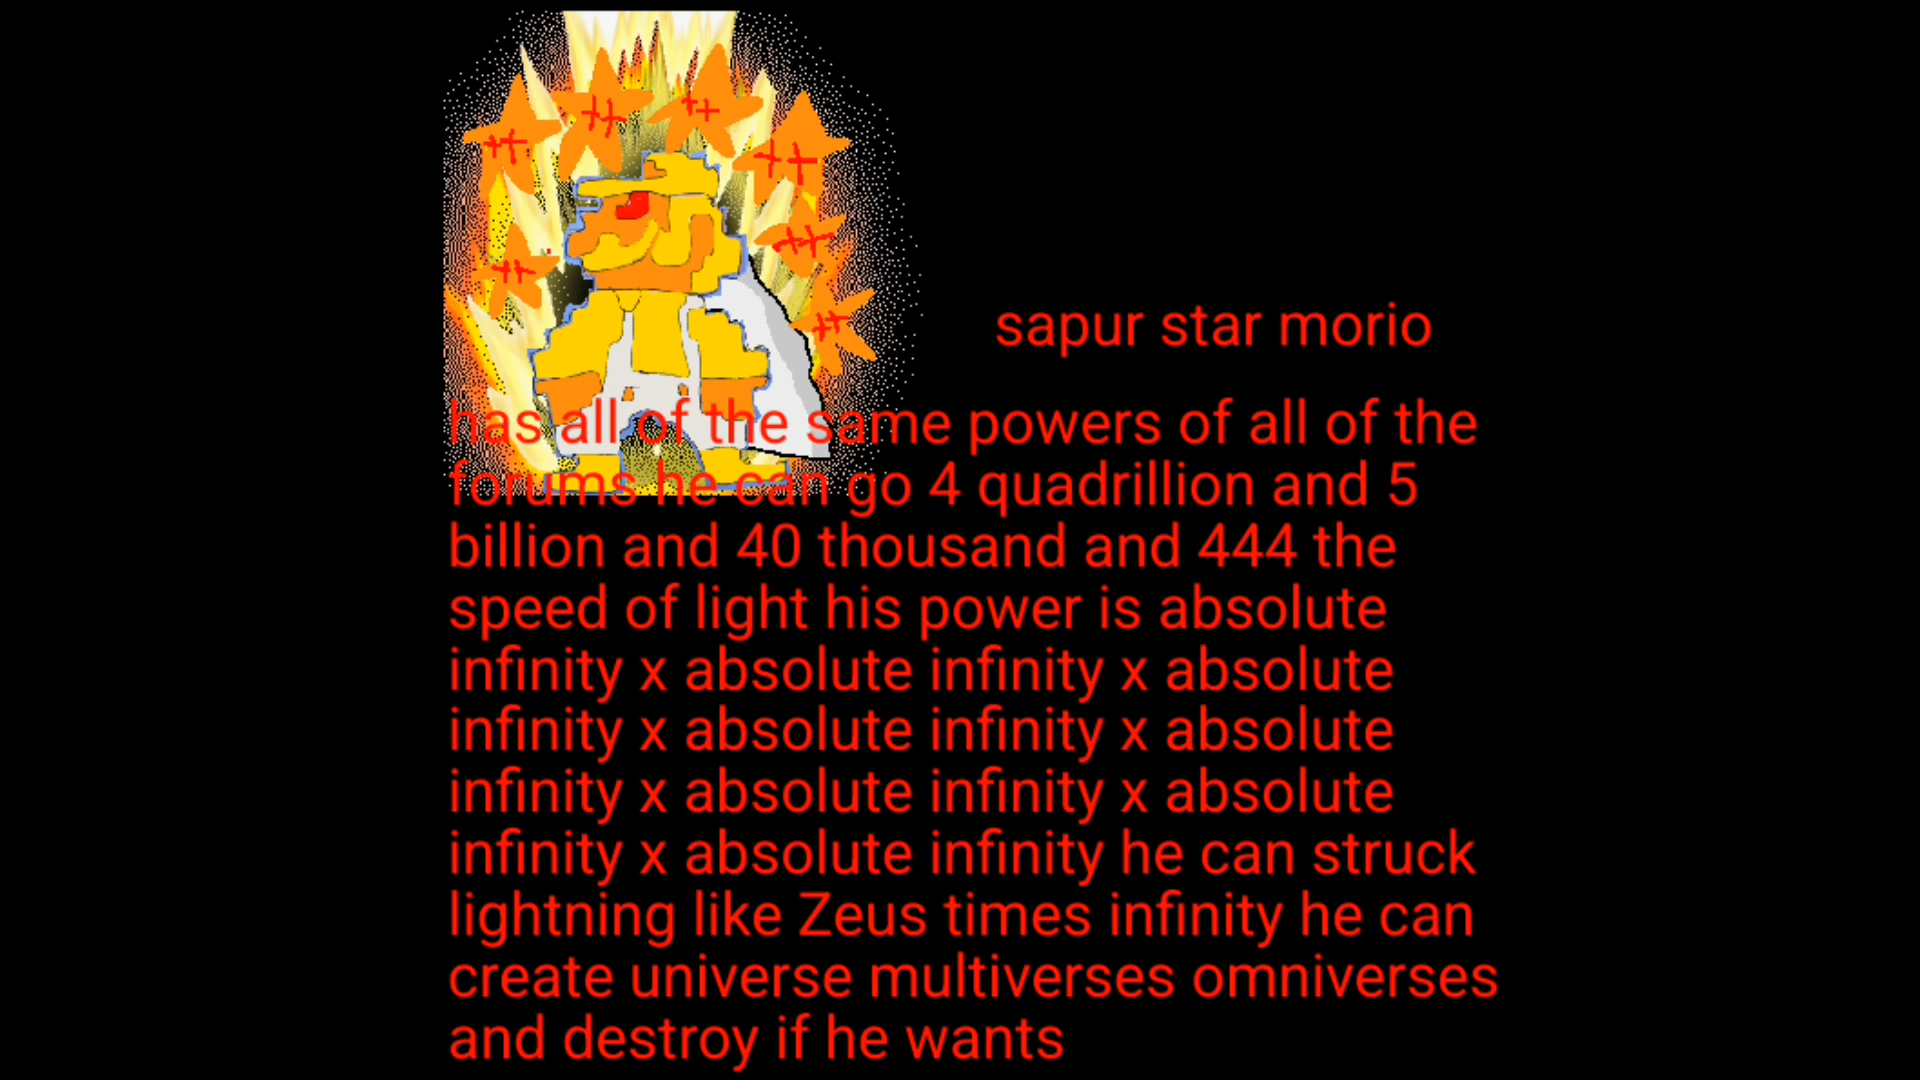 sapur star morio
has all of the same powers of all of the
forums he can go 4 quadrillion and 5
billion and 40 thousand and 444 the
speed of light his power is absolute
infinity x absolute infinity x absolute
infinity x absolute infinity x absolute
infinity x absolute infinity x absolute
infinity x absolute infinity he can struck
lightning like Zeus times infinity he can
create universe multiverses omniverses
and destroy if he wants